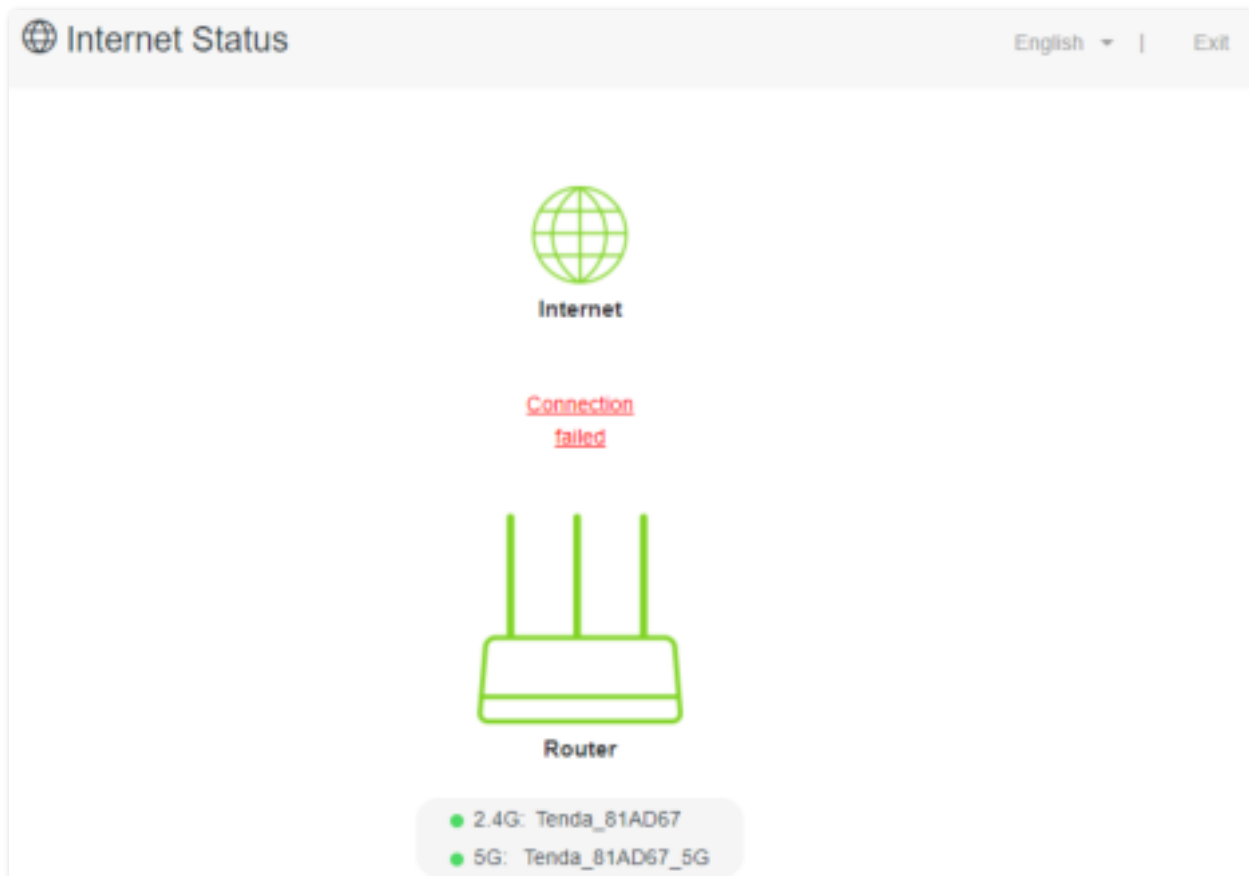 Internet Status
English | Exit
Internet
Connection
failed
Router
2.4G: Tenda_81AD67
5G: Tenda_81AD67_5G